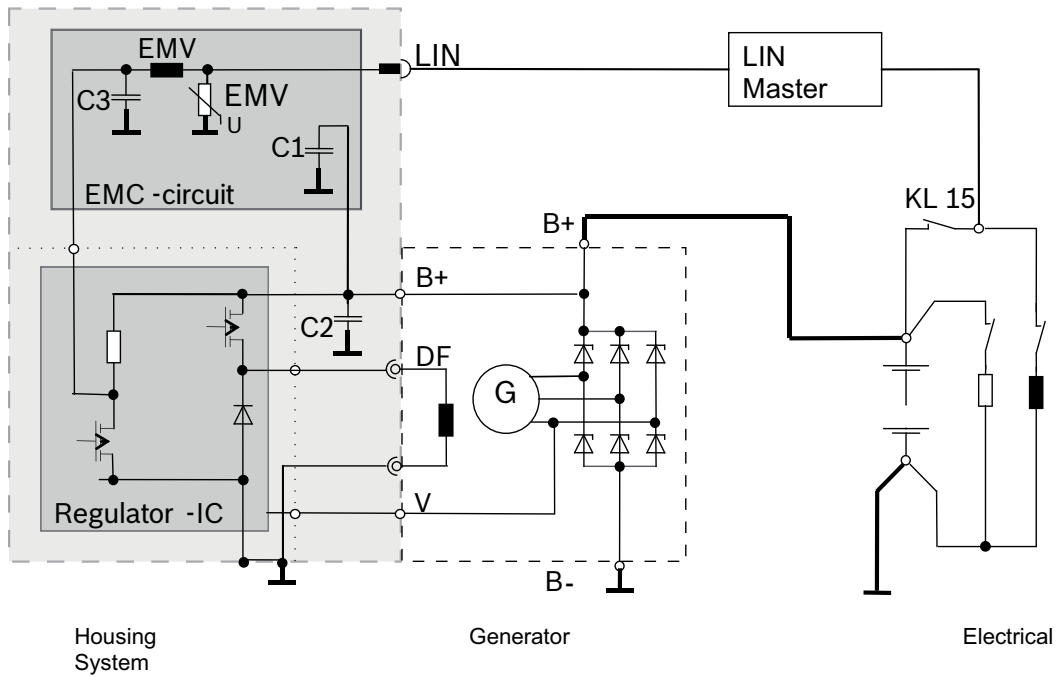 EMV
LIN
LIN
Master
C3
EMV
U
C1
EMC -circuit
KL 15
B+
B+
C2
DF
G
Regulator -IC
V
B-
Housing
System
Generator
Electrical